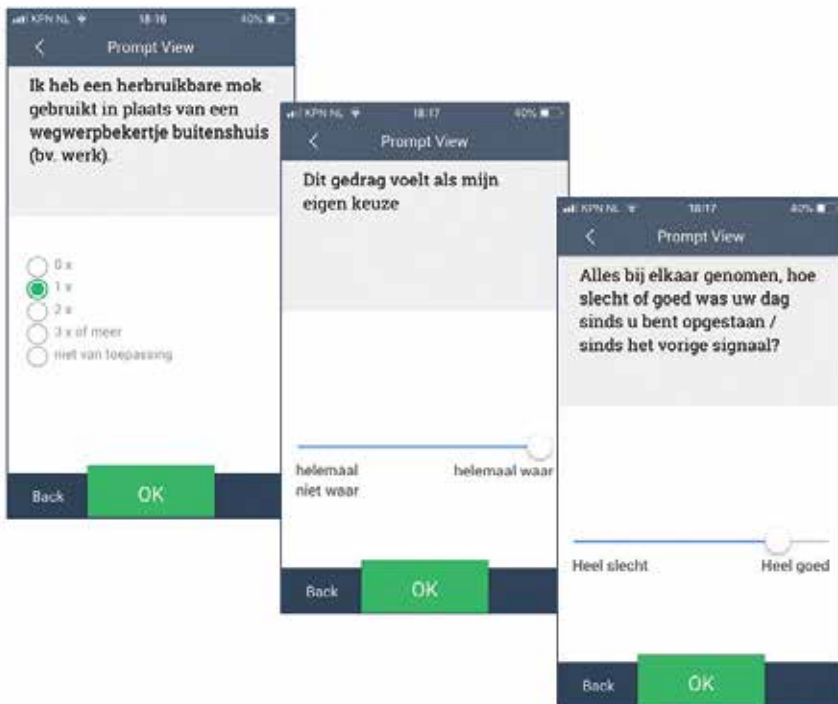 KPN NL 18:16 40%
Prompt View
Ik heb een herbruikbare mok
gebruikt in plaats van een
wegwerpbekertje buitenshuis
(bv. werk).
0 x
1 x
2 x
3 x of meer
niet van toepassing
Back OK
KPN NL 18:17 40%
Prompt View
Dit gedrag voelt als mijn
eigen keuze
helemaal
niet waar
helemaal waar
Back OK
KPN NL 18:17 40%
Prompt View
Alles bij elkaar genomen, hoe
slecht of goed was uw dag
sinds u bent opgestaan /
sinds het vorige signaal?
Heel slecht Heel goed
Back OK